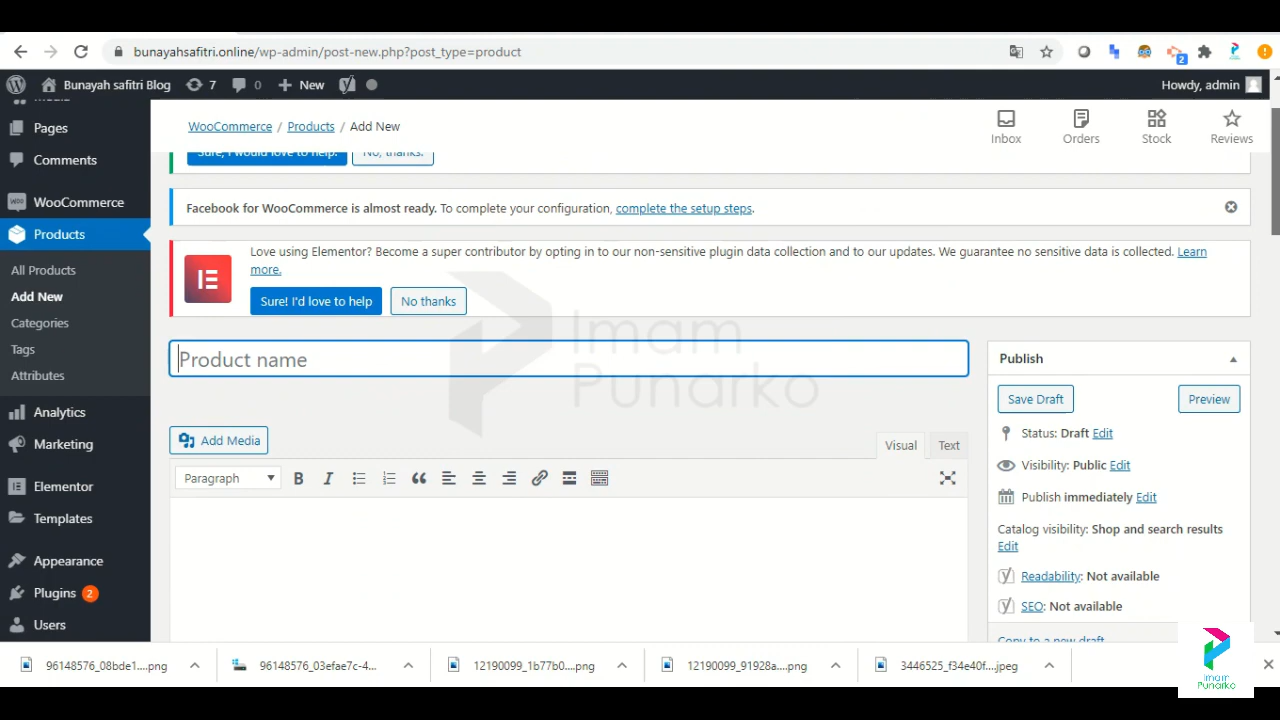 bunayahsafitri.online/wp-admin/post-new.php?post_type=product
2
Bunayah safitri Blog
7
0
New
Howdy, admin
Media
Pages
Comments
WooCommerce
Products
All Products
Add New
Categories
Tags
Attributes
Analytics
Marketing
Elementor
Templates
Appearance
Plugins 2
Users
WooCommerce / Products / Add New
Inbox
Orders
Stock
Reviews
Sure, I would love to help.
No, thanks.
Facebook for WooCommerce is almost ready. To complete your configuration, complete the setup steps.
Love using Elementor? Become a super contributor by opting in to our non-sensitive plugin data collection and to our updates. We guarantee no sensitive data is collected. Learn
more.
Sure! I'd love to help
No thanks
Imam
Punarko
Product name
Add Media
Visual
Text
Paragraph
B
I
Publish
Save Draft
Preview
Status: Draft Edit
Visibility: Public Edit
Publish immediately Edit
Catalog visibility: Shop and search results
Edit
Readability: Not available
SEO: Not available
Copy to a new draft
96148576_08bde1....png
96148576_03efae7c-4...
12190099_1b77b0....png
12190099_91928a....png
3446525_f34e40f....jpeg
Imam
Punarko